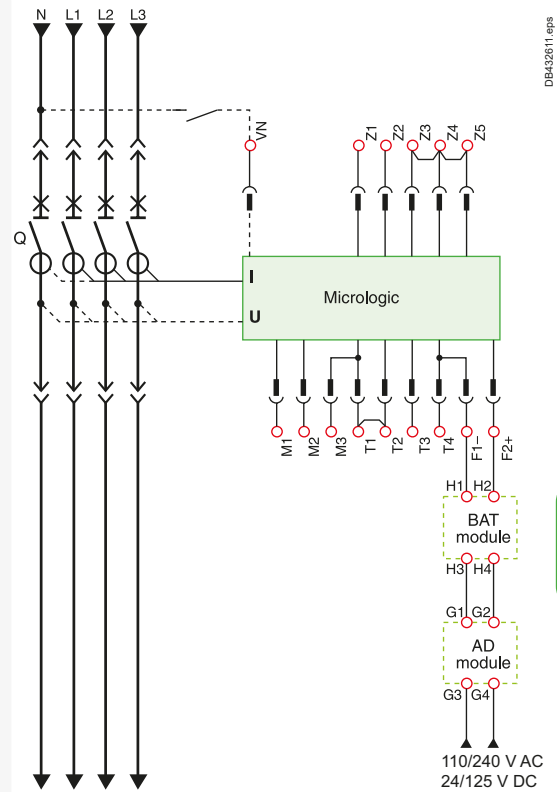 N L1 L2 L3
DB432611.eps
VN Z1 Z2 Z3 Z4 Z5
Q
I
Micrologic
U
M1 M2 M3 T1 T2 T3 T4 F1– F2+
H1 H2
BAT
module
H3 H4
G1 G2
AD
module
G3 G4
110/240 V AC
24/125 V DC